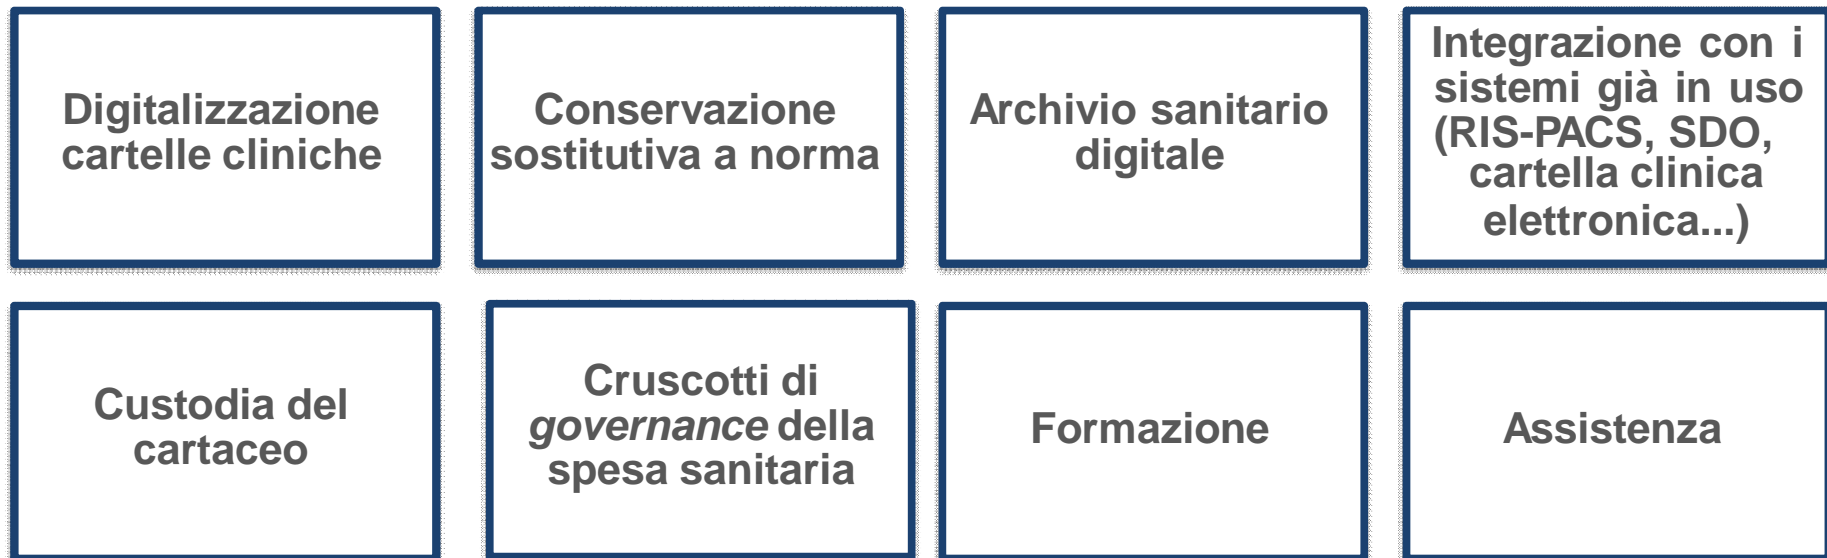 Digitalizzazione
cartelle cliniche
Conservazione
sostitutiva a norma
Archivio sanitario
digitale
Integrazione con i
sistemi già in uso
(RIS-PACS, SDO,
cartella clinica
elettronica...)
Custodia del
cartaceo
Cruscotti di
governance della
spesa sanitaria
Formazione
Assistenza